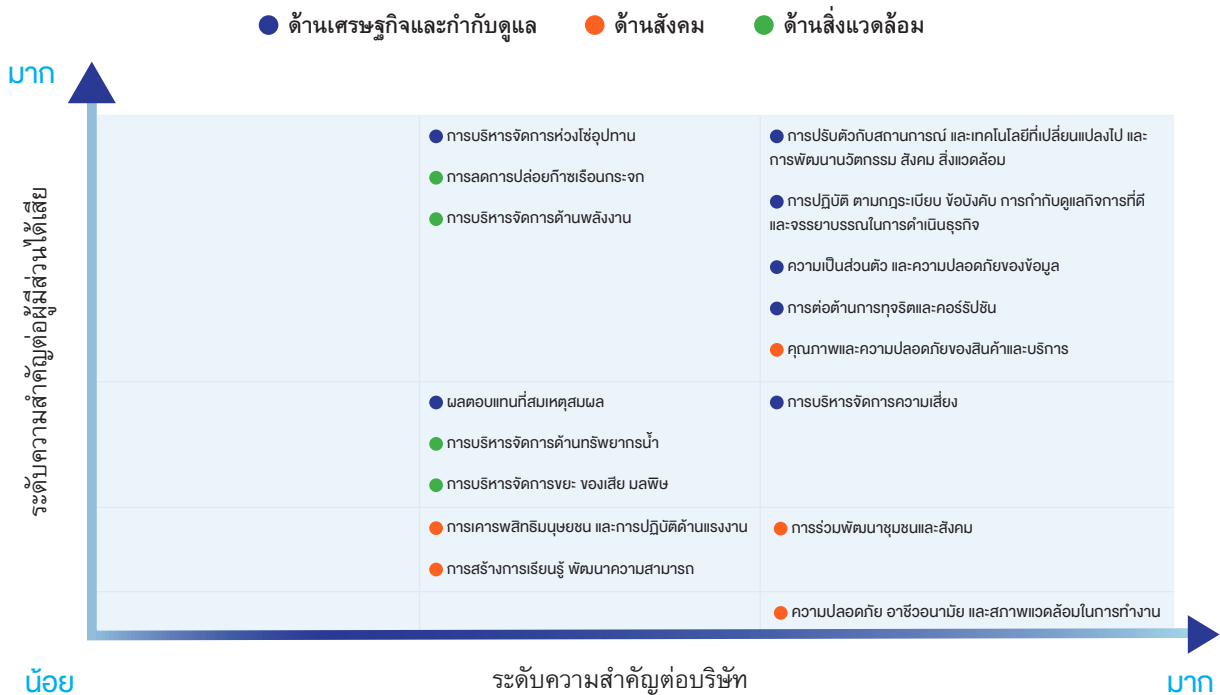 ด้านเศรษฐกิจและกำกับดูแล
ด้านสังคม
ด้านสิ่งแวดล้อม
มาก
ระดับความสำคัญต่อผู้มีส่วนได้เสีย
การบริหารจัดการห่วงโซ่อุปทาน
การลดการปล่อยก๊าซเรือนกระจก
การบริหารจัดการด้านพลังงาน
การปรับตัวกับสถานการณ์ และเทคโนโลยีที่เปลี่ยนแปลงไป และ
การพัฒนานวัตกรรม สังคม สิ่งแวดล้อม
การปฏิบัติ ตามกฎระเบียบ ข้อบังคับ การกำกับดูแลกิจการที่ดี
และจรรยาบรรณในการดำเนินธุรกิจ
ความเป็นส่วนตัว และความปลอดภัยของข้อมูล
การต่อต้านการทุจริตและคอร์รัปชัน
คุณภาพและความปลอดภัยของสินค้าและบริการ
ผลตอบแทนที่สมเหตุสมผล
การบริหารจัดการด้านทรัพยากรน้ำ
การบริหารจัดการขยะ ของเสีย มลพิษ
การบริหารจัดการความเสี่ยง
การเคารพสิทธิมนุษยชน และการปฏิบัติด้านแรงงาน
การสร้างการเรียนรู้ พัฒนาความสามารถ
การร่วมพัฒนาชุมชนและสังคม
ความปลอดภัย อาชีวอนามัย และสภาพแวดล้อมในการทำงาน
น้อย
ระดับความสำคัญต่อบริษัท
มาก